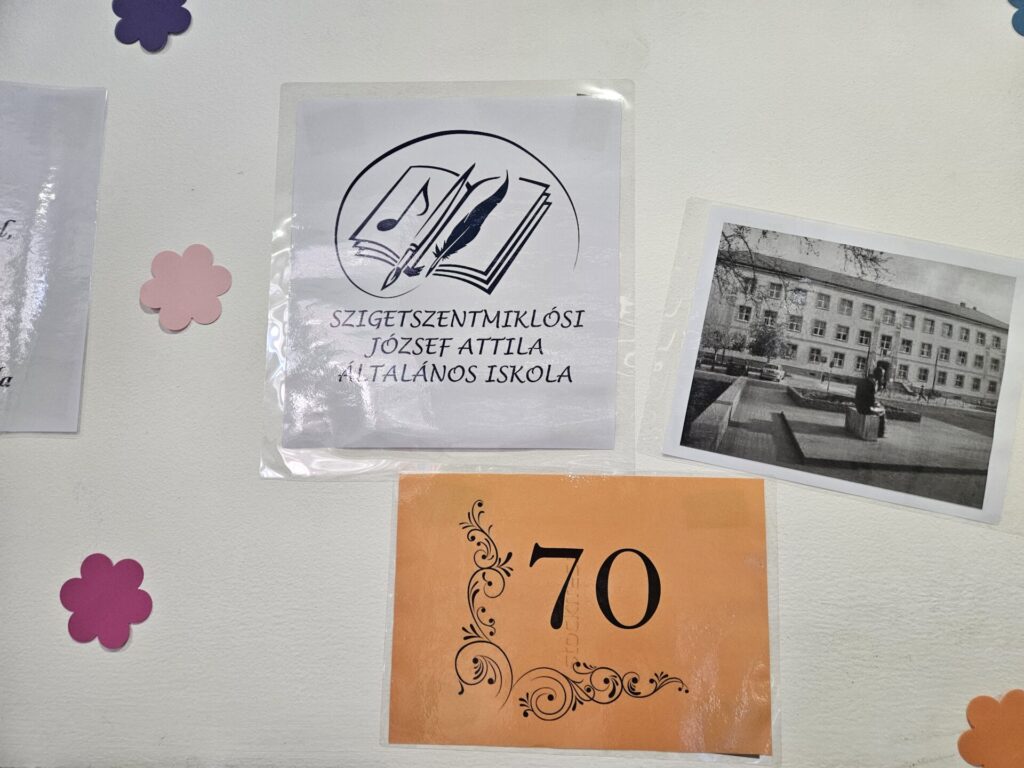 SZIGETSZENTMIKLÓSI
JÓZSEF ATTILA
ÁLTALÁNOS ISKOLA
70